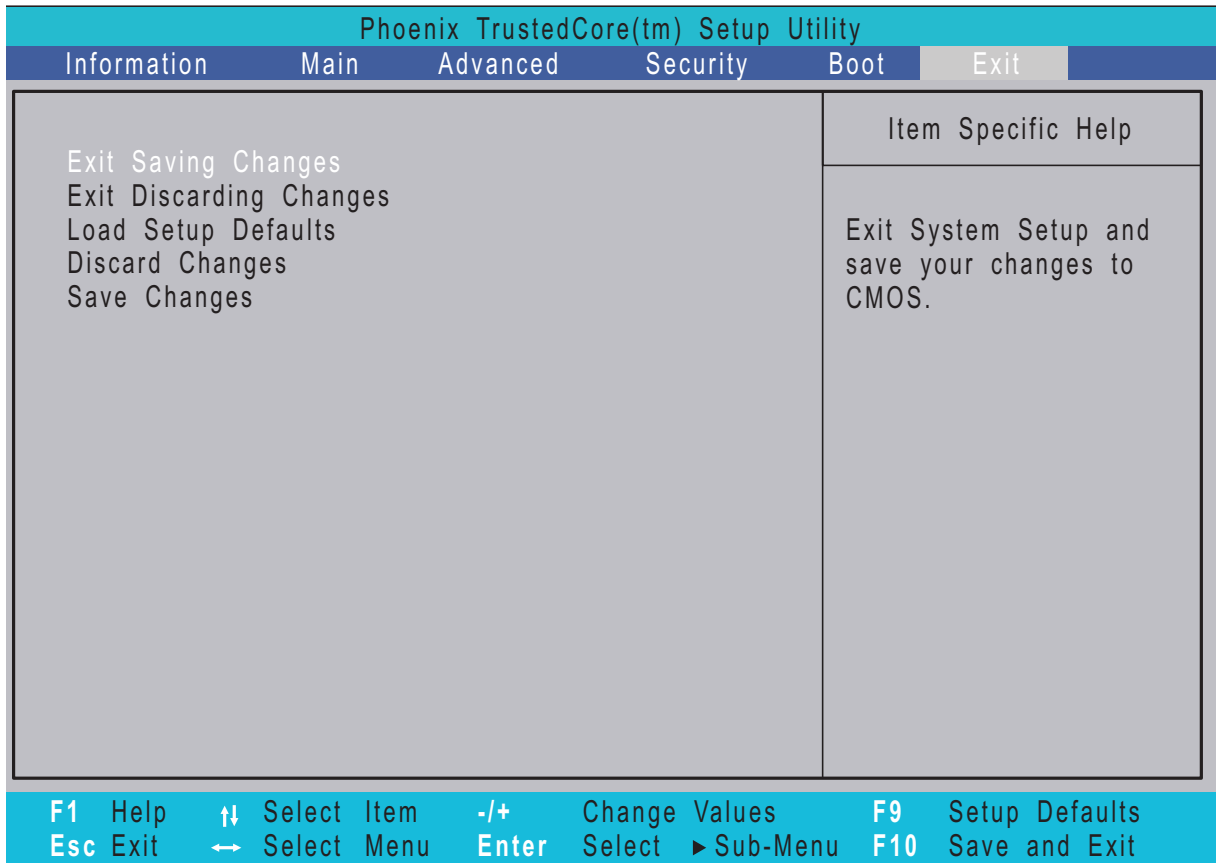 Phoenix TrustedCore(tm) Setup Utility
Information Main Advanced Security Boot Exit
Item Specific Help
Exit Saving Changes
Exit Discarding Changes
Load Setup Defaults
Discard Changes
Save Changes
Exit System Setup and
save your changes to
CMOS.
F1 Help ↑↓ Select Item -/+ Change Values F9 Setup Defaults
Esc Exit ↔ Select Menu Enter Select ►Sub-Menu F10 Save and Exit